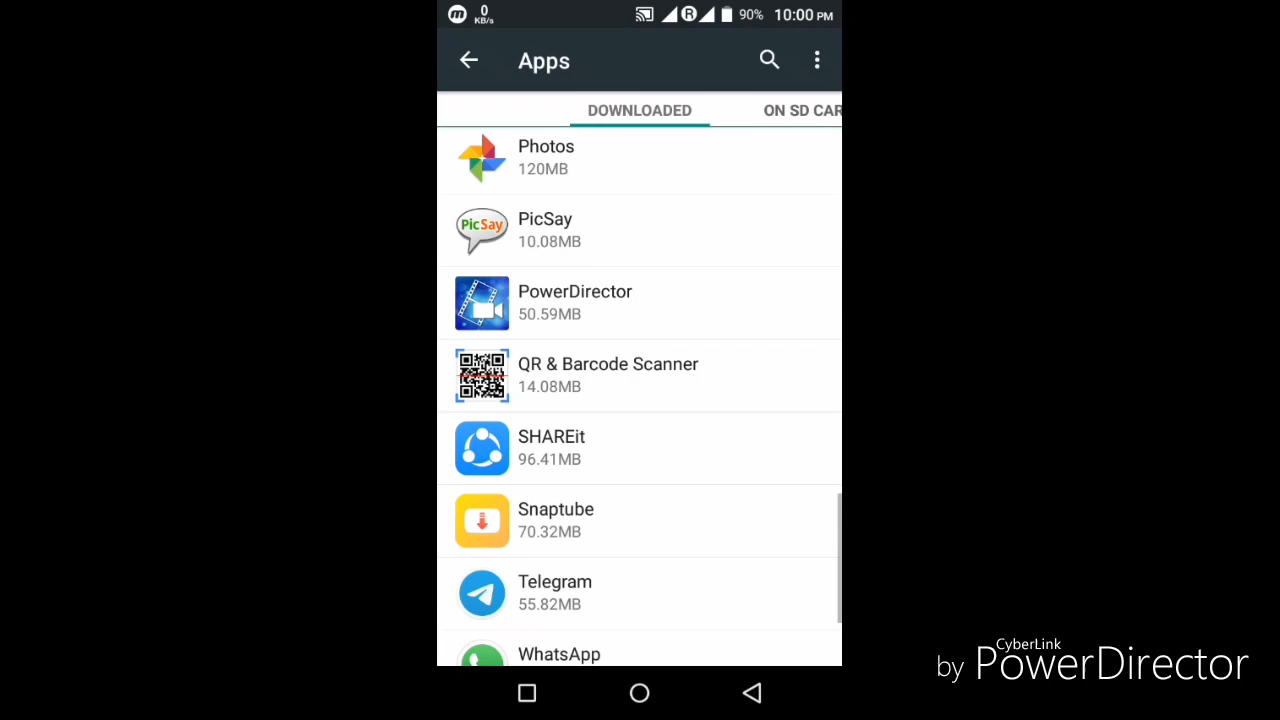 0
KB/s
R
90%
10:00 PM
Apps
DOWNLOADED
ON SD CAR
Photos
120MB
PicSay
PicSay
10.08MB
PowerDirector
50.59MB
QR & Barcode Scanner
14.08MB
SHAREit
96.41MB
Snaptube
70.32MB
Telegram
55.82MB
WhatsApp
CyberLink
by PowerDirector